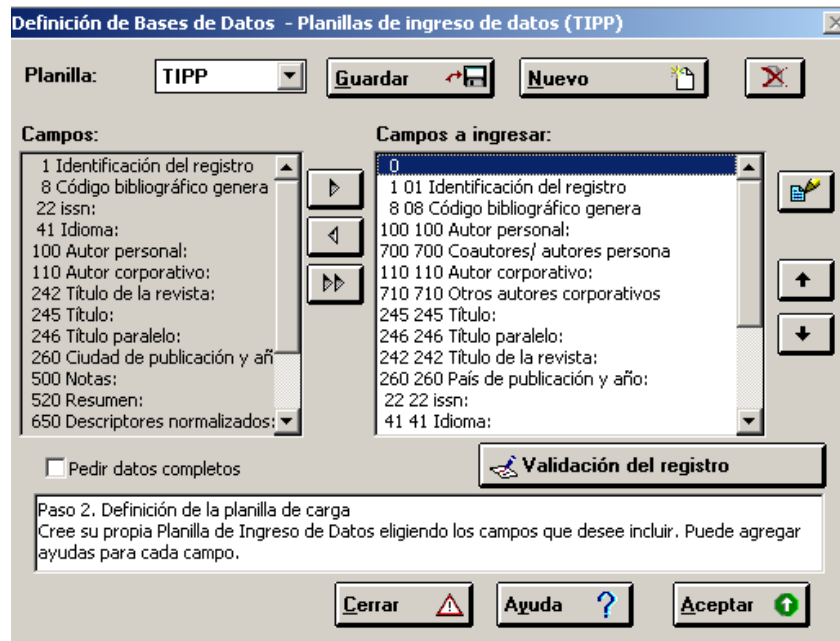 Definición de Bases de Datos - Planillas de ingreso de datos (TIPP)
Planilla: TIPP Guardar Nuevo
Campos:
1 Identificación del registro
8 Código bibliográfico genera
22 issn:
41 Idioma:
100 Autor personal:
110 Autor corporativo:
242 Título de la revista:
245 Título:
246 Título paralelo:
260 Ciudad de publicación y añ
500 Notas:
520 Resumen:
650 Descriptores normalizados:
Campos a ingresar:
0
1 01 Identificación del registro
8 08 Código bibliográfico genera
100 100 Autor personal:
700 700 Coautores/ autores persona
110 110 Autor corporativo:
710 710 Otros autores corporativos
245 245 Título:
246 246 Título paralelo:
242 242 Título de la revista:
260 260 País de publicación y año:
22 22 issn:
41 41 Idioma:
Pedir datos completos
Validación del registro
Paso 2. Definición de la planilla de carga
Cree su propia Planilla de Ingreso de Datos eligiendo los campos que desee incluir. Puede agregar
ayudas para cada campo.
Cerrar Ayuda Aceptar